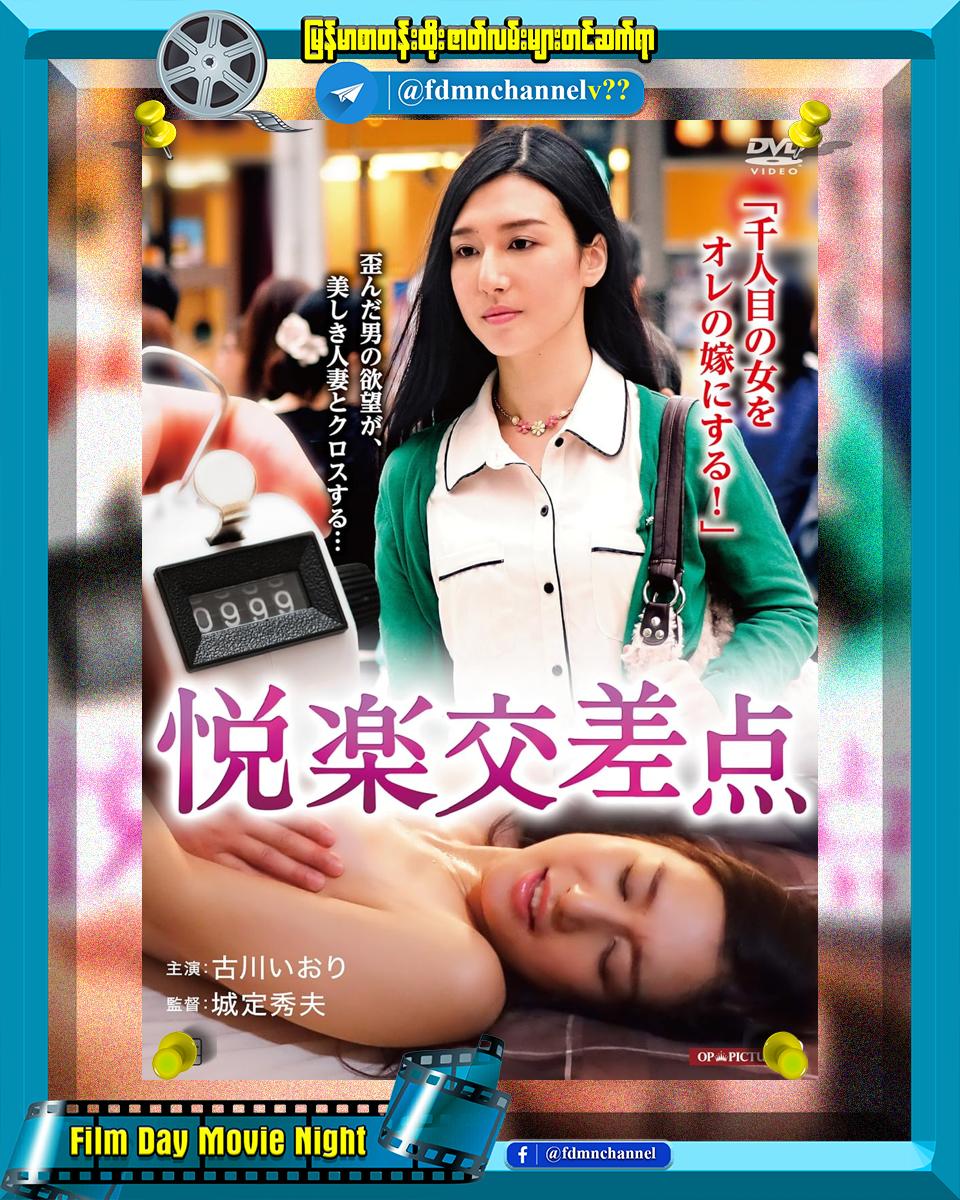 မြန်မာစာတန်းထိုးဇာတ်လမ်းများတင်ဆက်ရာ
@fdmnchannelv??
DVD
VIDEO
「千人目の女を
オレの嫁にする!」
歪んだ男の欲望が、
美しき人妻とクロスする…
0999
悦楽交差点
主演:古川いおり
監督:城定秀夫
OP PICTU
Film Day Movie Night
@fdmnchannel